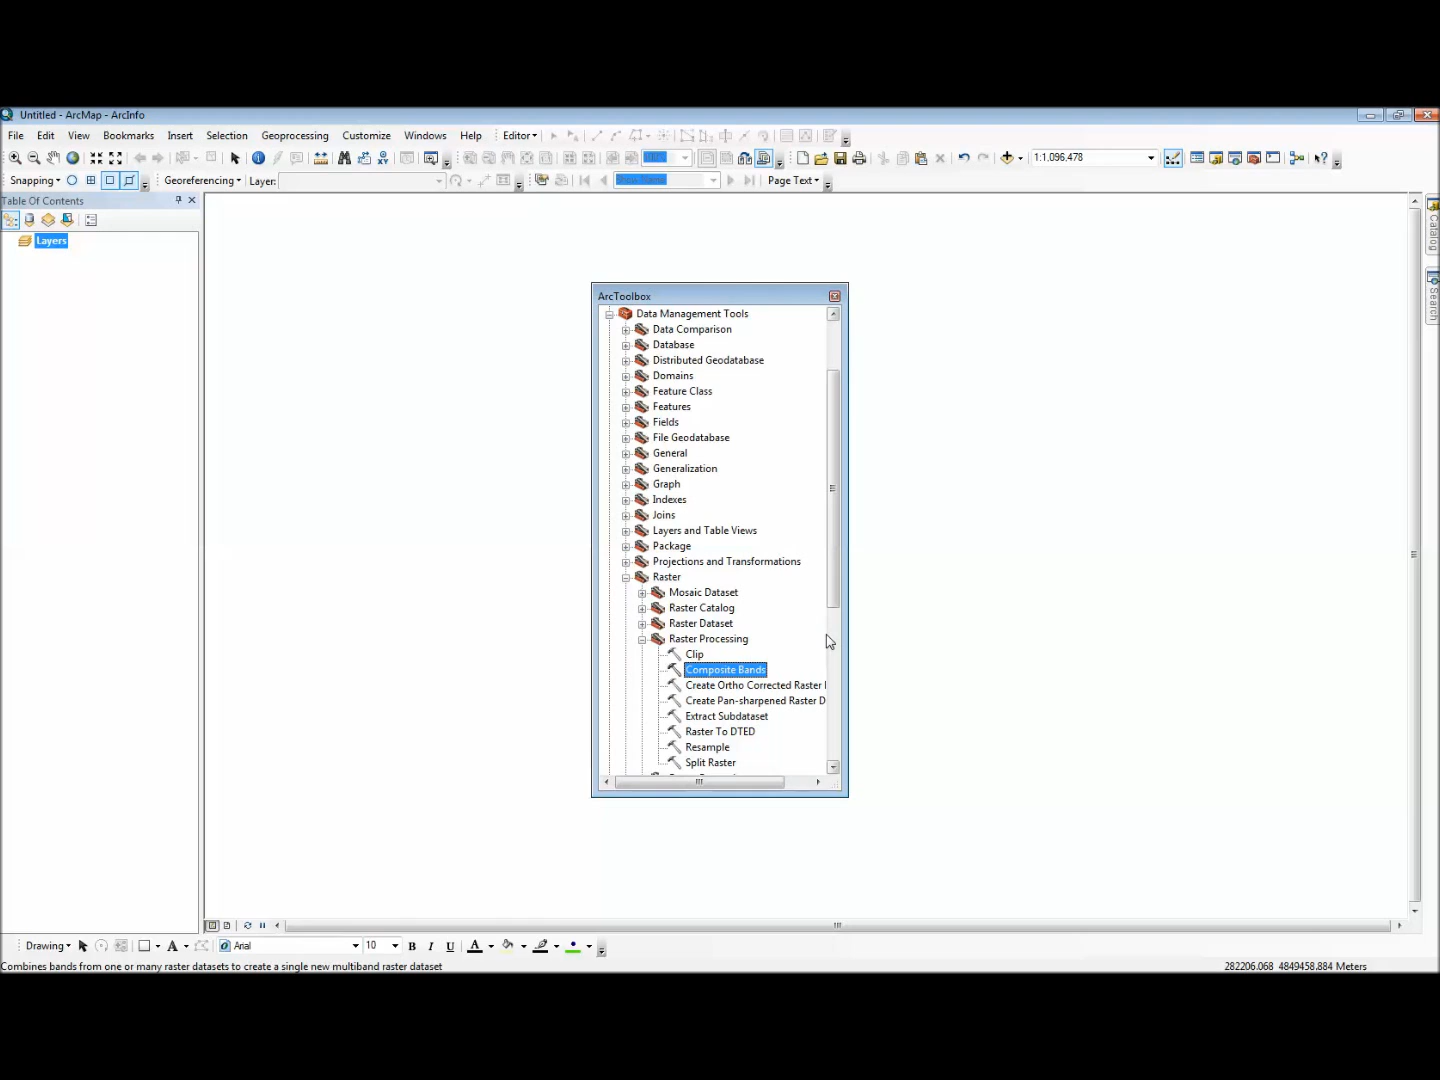 Untitled - ArcMap - ArcInfo
File Edit View Bookmarks Insert Selection Geoprocessing Customize Windows Help Editor
1:1,096,478
Snapping Georeferencing Layer: Page Text
Table Of Contents
Layers
ArcToolbox
Data Management Tools
Data Comparison
Database
Distributed Geodatabase
Domains
Feature Class
Features
Fields
File Geodatabase
General
Generalization
Graph
Indexes
Joins
Layers and Table Views
Package
Projections and Transformations
Raster
Mosaic Dataset
Raster Catalog
Raster Dataset
Raster Processing
Clip
Composite Bands
Create Ortho Corrected Raster
Create Pan-sharpened Raster D
Extract Subdataset
Raster To DTED
Resample
Split Raster
Catalog
Search
Drawing A Arial 10 B I U A
Combines bands from one or many raster datasets to create a single new multiband raster dataset
282206.068 4849458.884 Meters